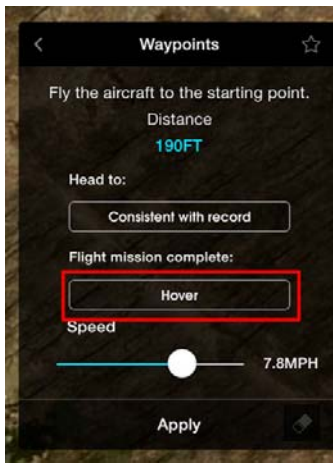 Waypoints
Fly the aircraft to the starting point.
Distance
190FT
Head to:
Consistent with record
Flight mission complete:
Hover
Speed
7.8MPH
Apply